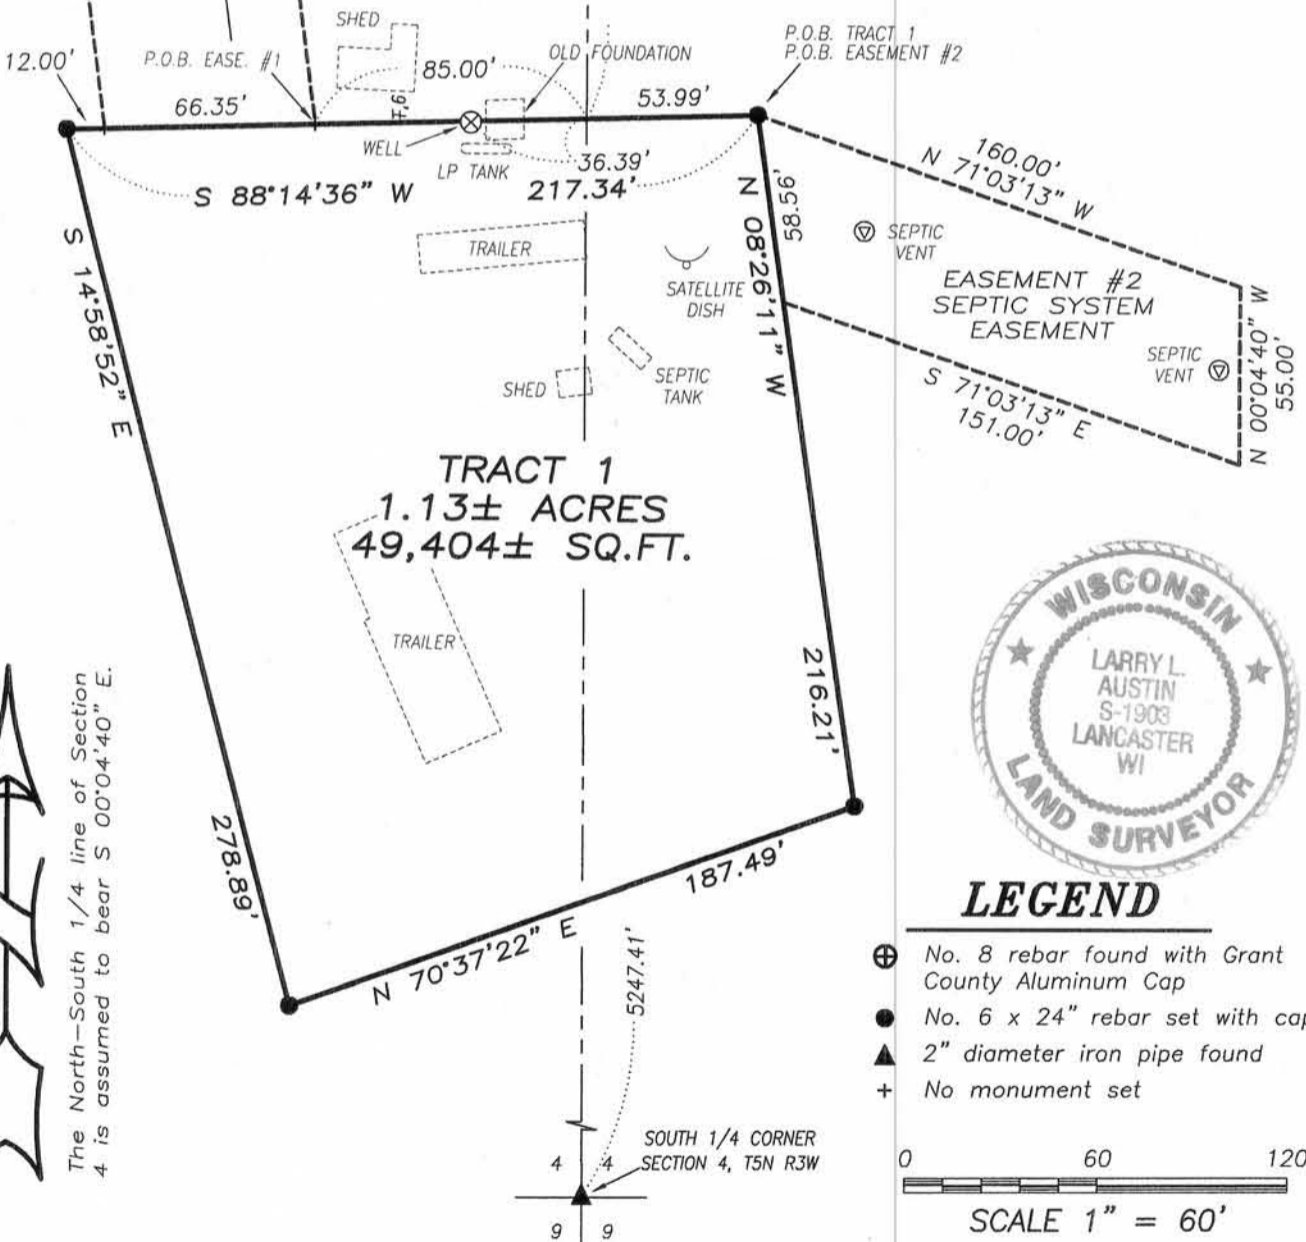 SHED
12.00'
P.O.B. EASE. #1
85.00'
OLD FOUNDATION
P.O.B. TRACT 1
P.O.B. EASEMENT #2
66.35'
53.99'
WELL
LP TANK
36.39'
S 88°14'36" W
217.34'
N 08°26'11" W
58.56'
160.00'
N 71°03'13" W
SEPTIC
VENT
TRAILER
SATELLITE
DISH
EASEMENT #2
SEPTIC SYSTEM
EASEMENT
SEPTIC
VENT
N 00°04'40" W
55.00'
S 14°58'52" E
SHED
SEPTIC
TANK
S 71°03'13" E
151.00'
TRACT 1
1.13± ACRES
49,404± SQ.FT.
TRAILER
216.21'
WISCONSIN
LARRY L.
AUSTIN
S-1903
LANCASTER
WI
LAND SURVEYOR
The North-South 1/4 line of Section
4 is assumed to bear S 00°04'40" E.
278.89'
187.49'
N 70°37'22" E
5247.41'
LEGEND
No. 8 rebar found with Grant
County Aluminum Cap
No. 6 x 24" rebar set with cap
2" diameter iron pipe found
No monument set
SOUTH 1/4 CORNER
SECTION 4, T5N R3W
4 4
9 9
0 60 120
SCALE 1" = 60'